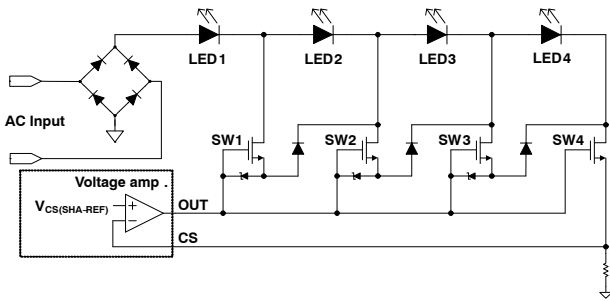 LED1 LED2 LED3 LED4
AC Input
SW1 SW2 SW3 SW4
Voltage amp .
VCS(SHA-REF)
+
−
OUT
CS